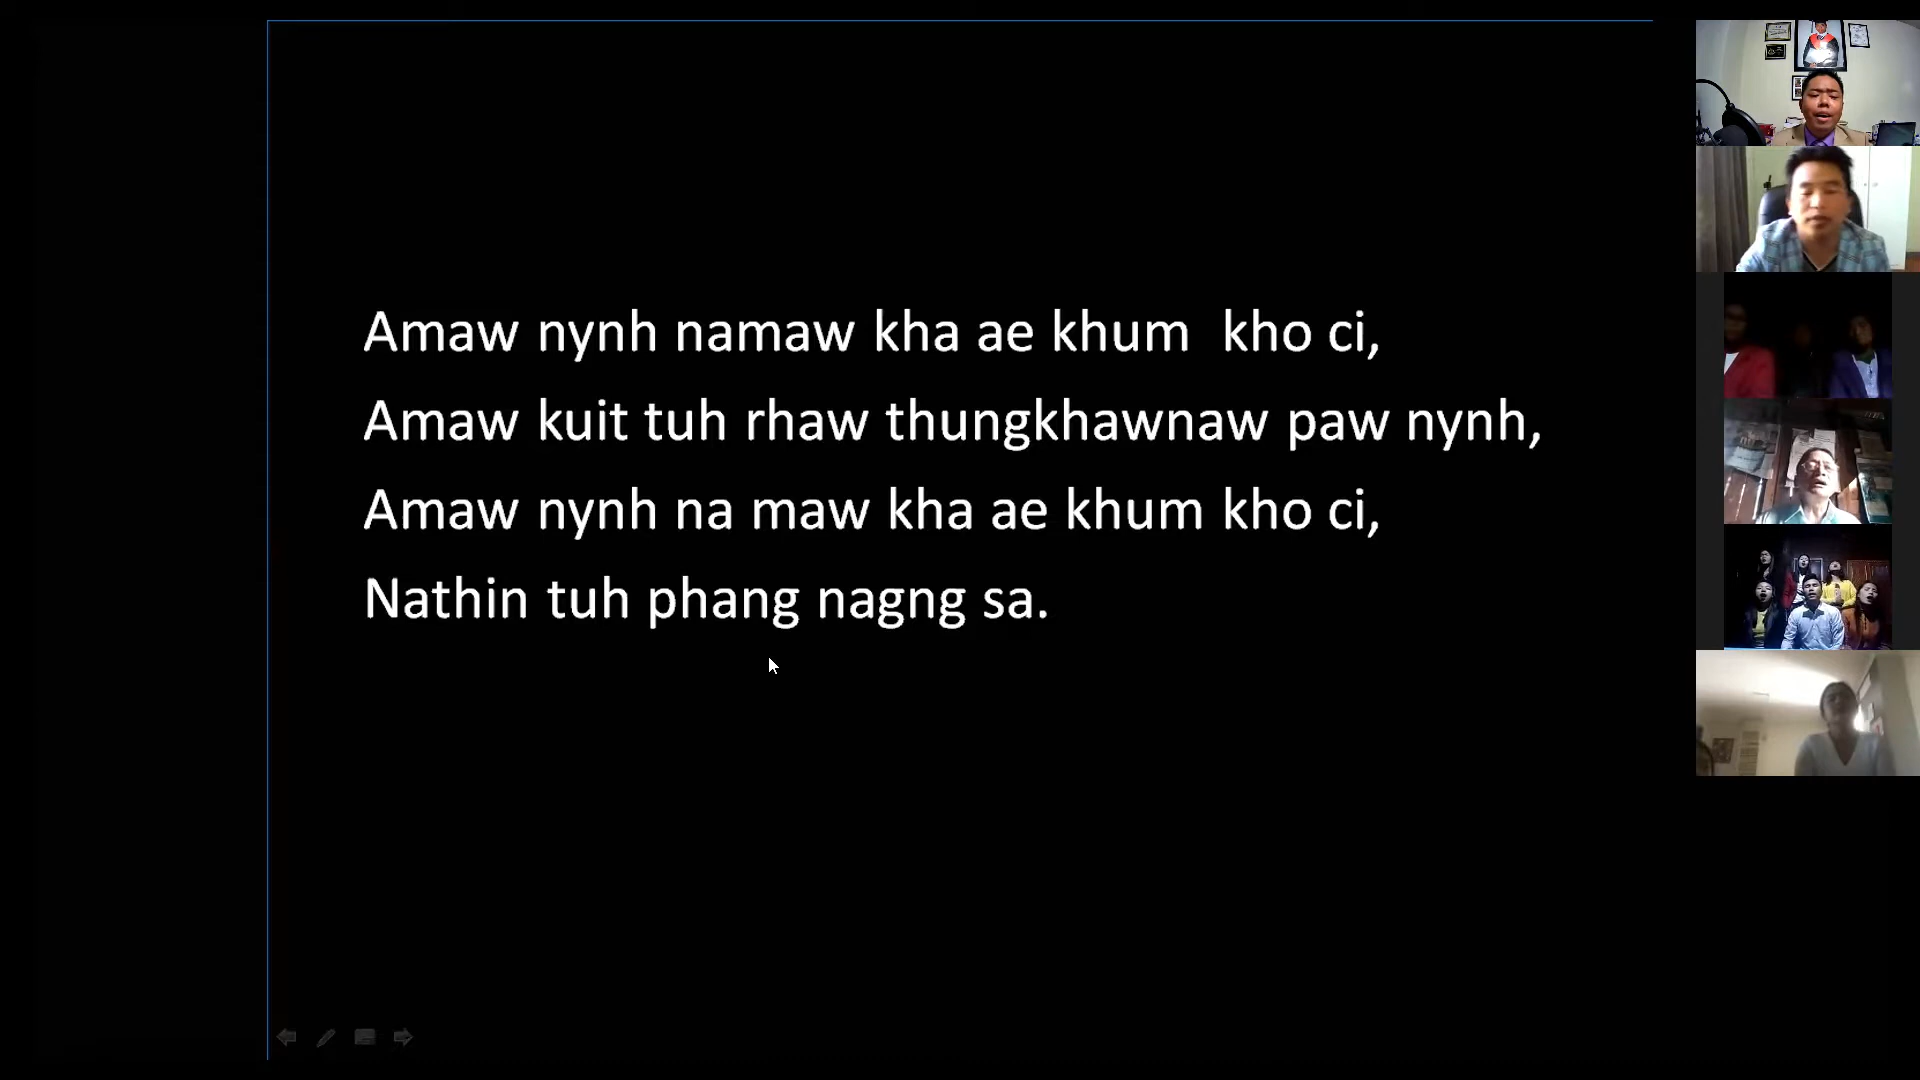 Amaw nynh namaw kha ae khum kho ci,
Amaw kuit tuh rhaw thungkhawnaw paw nynh,
Amaw nynh na maw kha ae khum kho ci,
Nathin tuh phang nagng sa.